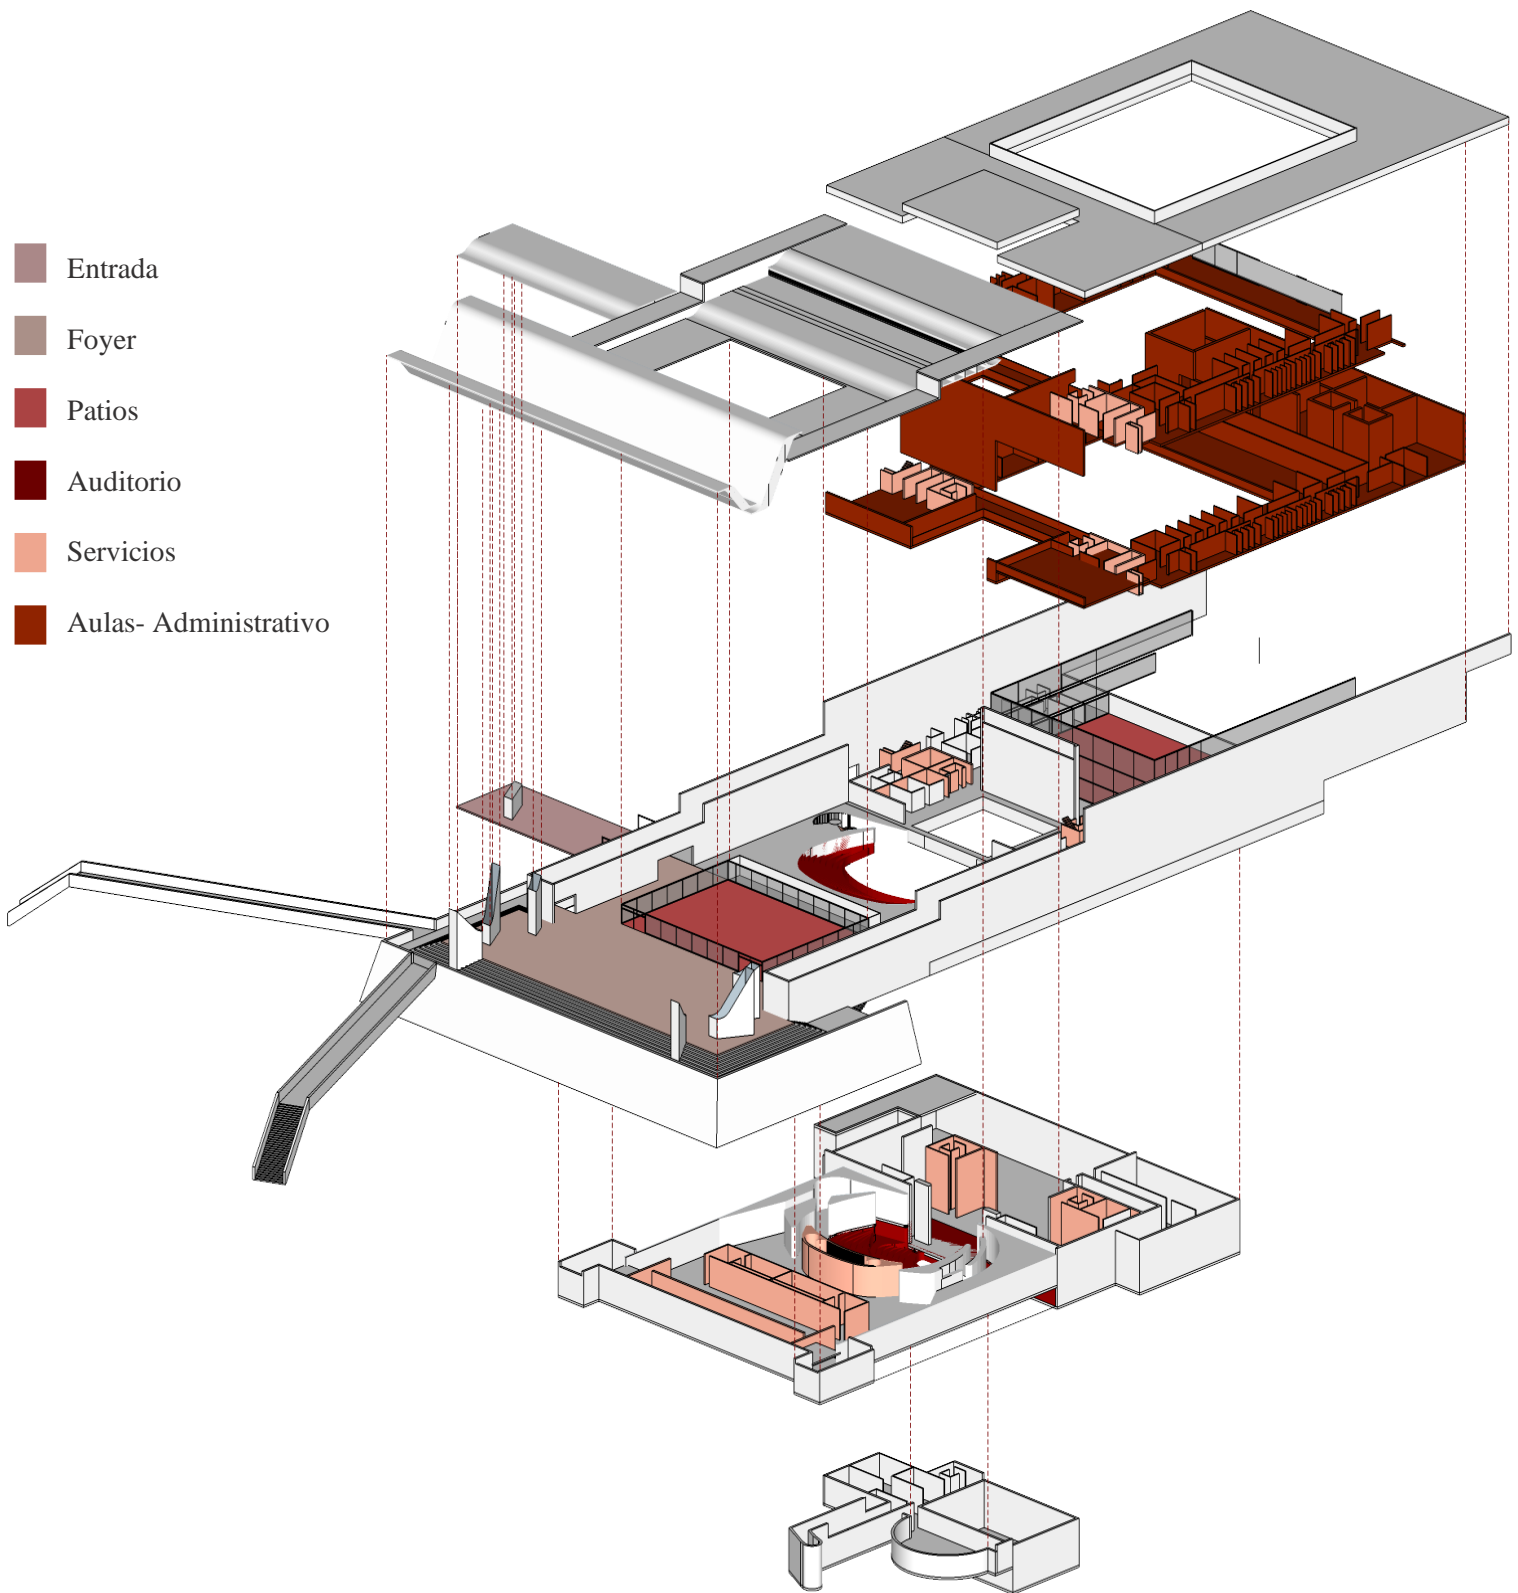 Entrada
Foyer
Patios
Auditorio
Servicios
Aulas- Administrativo